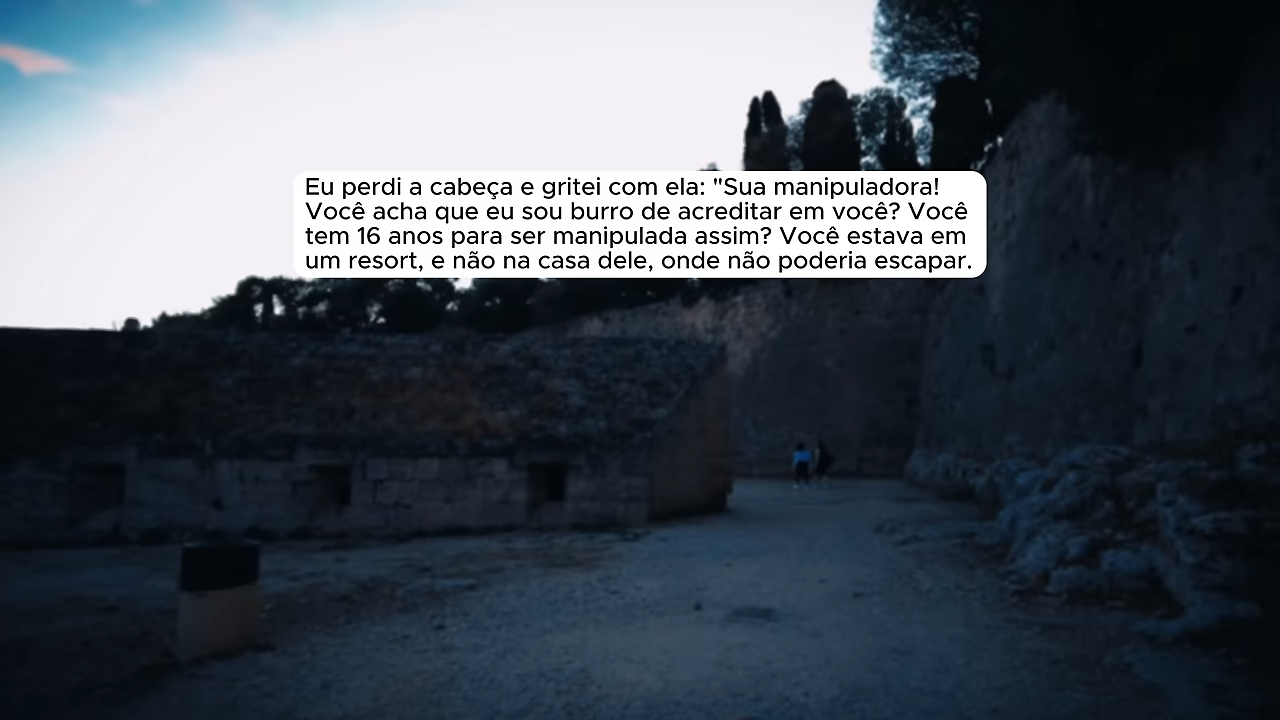 Eu perdi a cabeça e gritei com ela: "Sua manipuladora!
Você acha que eu sou burro de acreditar em você? Você
tem 16 anos para ser manipulada assim? Você estava em
um resort, e não na casa dele, onde não poderia escapar.